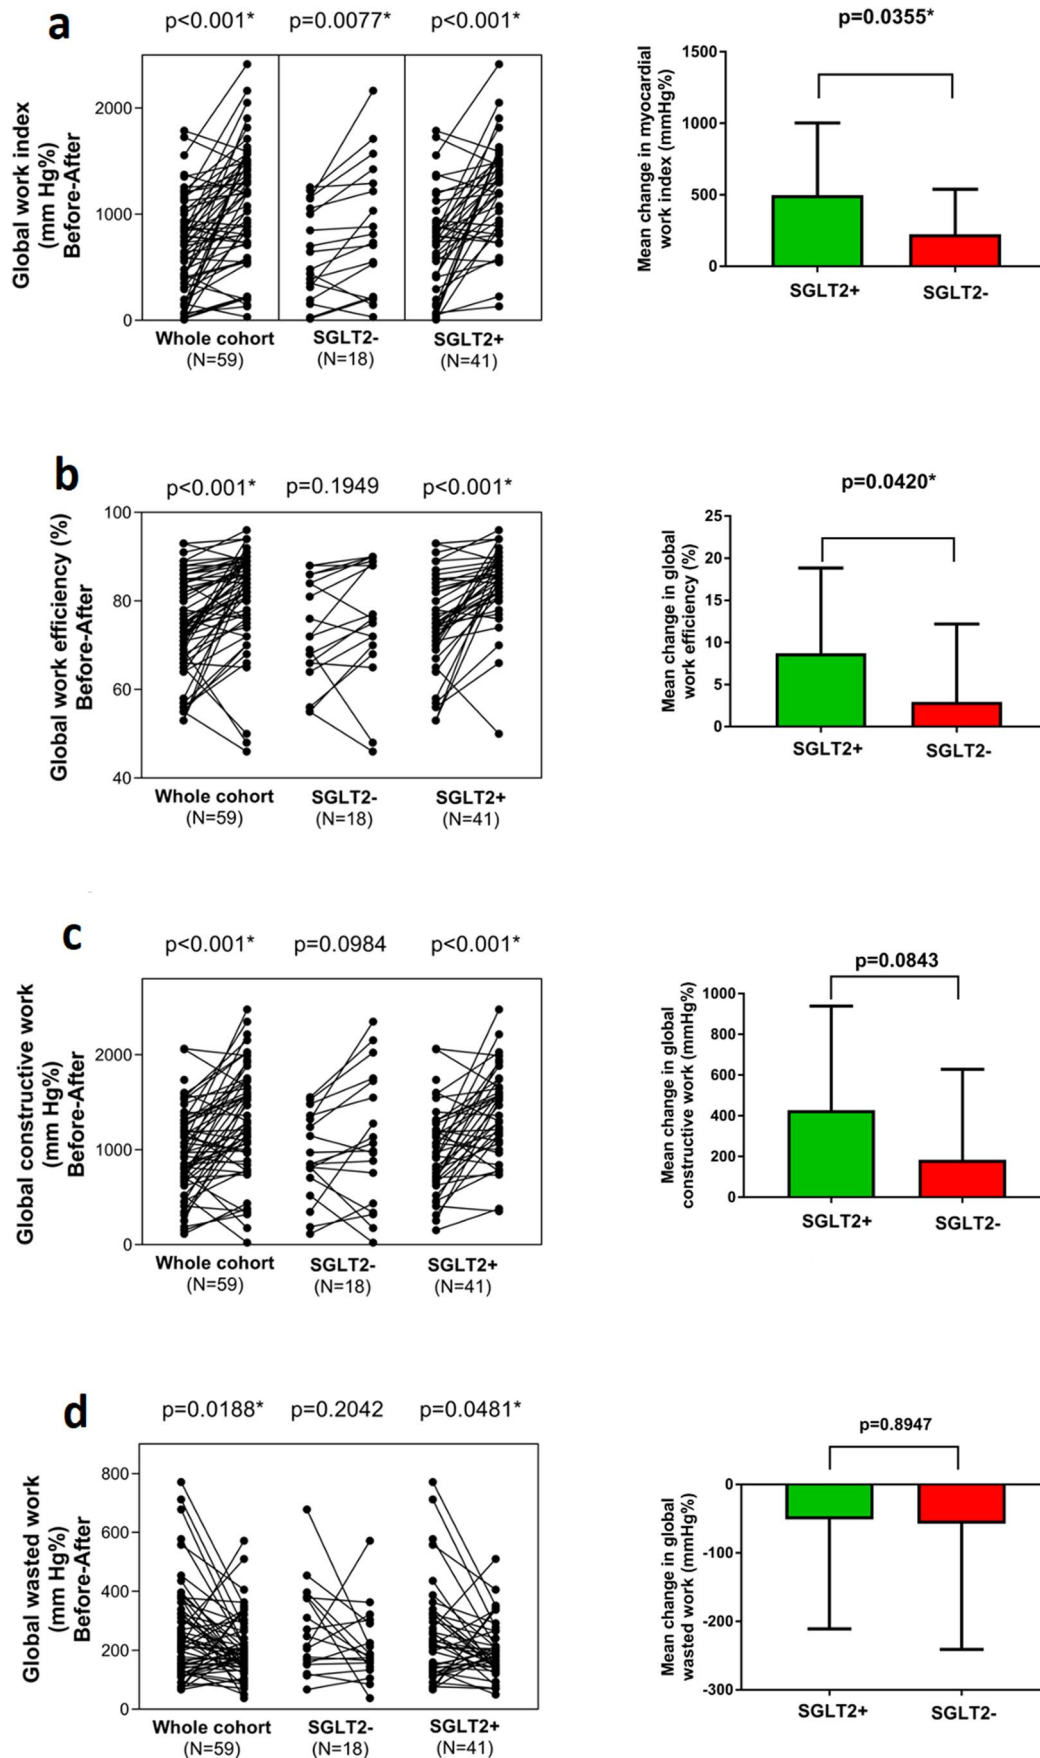 a
p<0.001* p=0.0077* p<0.001*
Global work index
(mm Hg%)
Before-After
2000
1000
0
Whole cohort SGLT2- SGLT2+
(N=59) (N=18) (N=41)
p=0.0355*
Mean change in myocardial
work index (mmHg%)
1500
1000
500
0
SGLT2+ SGLT2-
b
p<0.001* p=0.1949 p<0.001*
Global work efficiency (%)
Before-After
100
80
60
40
Whole cohort SGLT2- SGLT2+
(N=59) (N=18) (N=41)
p=0.0420*
Mean change in global
work efficiency (%)
25
20
15
10
5
0
SGLT2+ SGLT2-
c
p<0.001* p=0.0984 p<0.001*
Global constructive work
(mm Hg%)
Before-After
2000
1000
0
Whole cohort SGLT2- SGLT2+
(N=59) (N=18) (N=41)
p=0.0843
Mean change in global
constructive work (mmHg%)
1000
800
600
400
200
0
SGLT2+ SGLT2-
d
p=0.0188* p=0.2042 p=0.0481*
Global wasted work
(mm Hg%)
Before-After
800
600
400
200
0
Whole cohort SGLT2- SGLT2+
(N=59) (N=18) (N=41)
p=0.8947
Mean change in global
wasted work (mmHg%)
0
-100
-200
-300
SGLT2+ SGLT2-